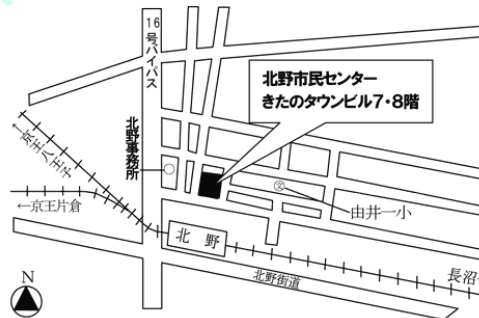 16号バイパス
北野市民センター
きたのタウンビル7・8階
北野事務所
↖京王八王子
←京王片倉
文
由井一小
北野
長沼
北野街道
N